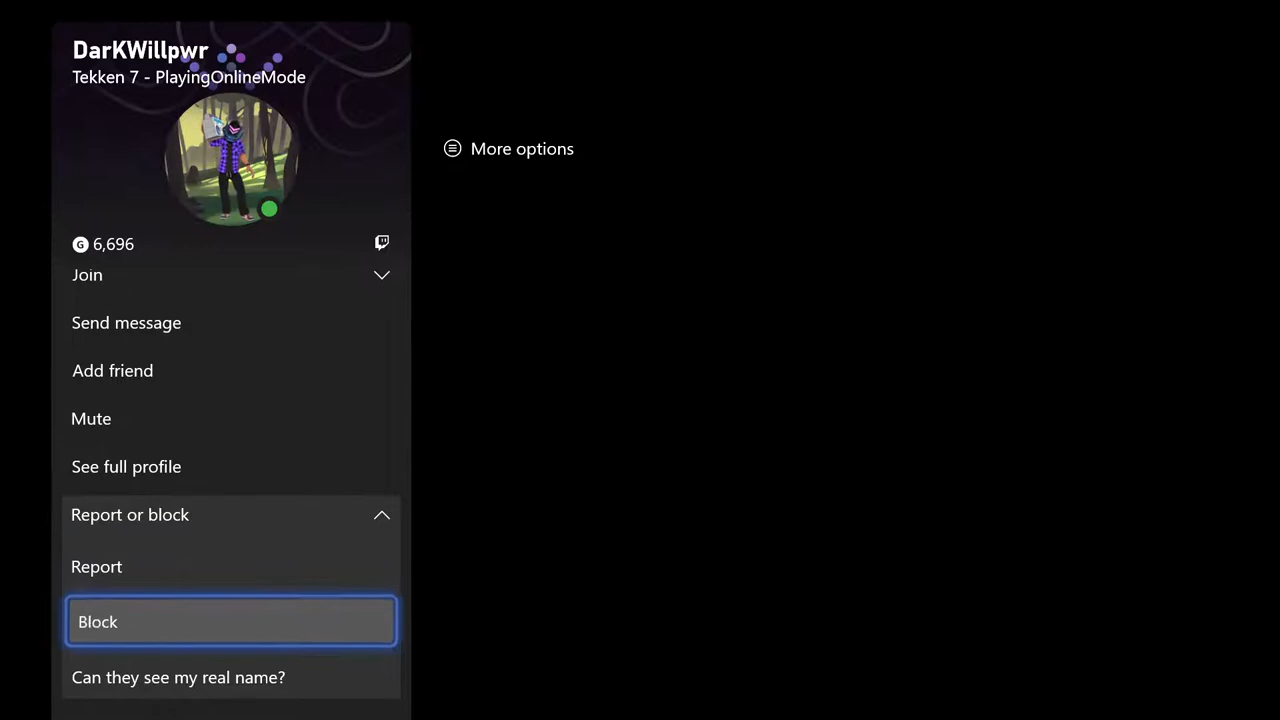 DarKWillpwr
Tekken 7 - PlayingOnlineMode
More options
G 6,696
Join
Send message
Add friend
Mute
See full profile
Report or block
Report
Block
Can they see my real name?